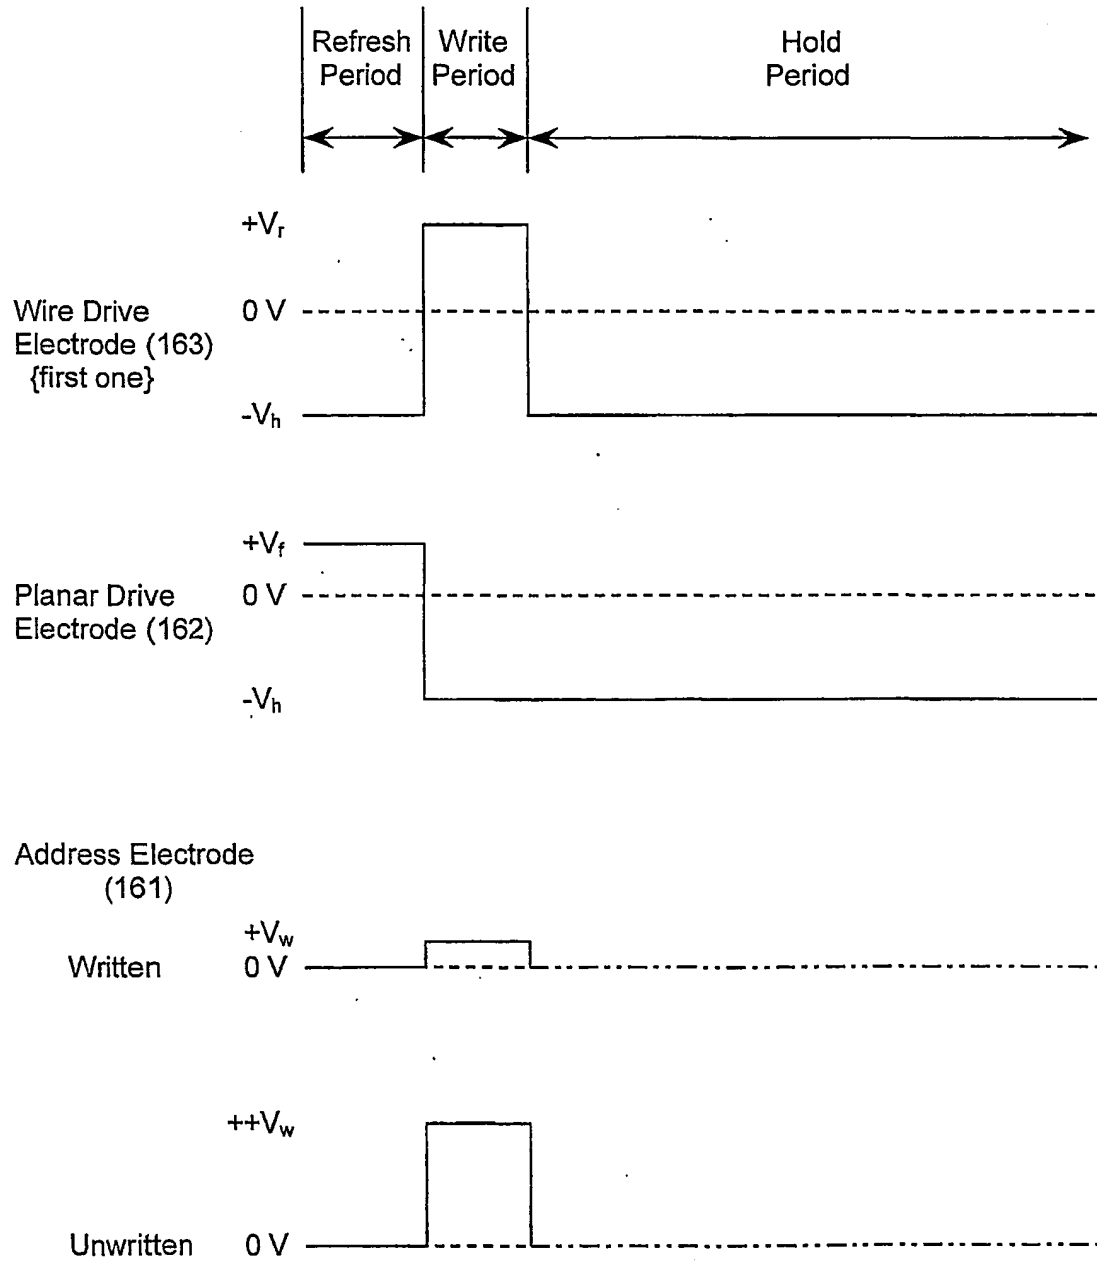 Refresh Period
Write Period
Hold Period
+Vr
Wire Drive Electrode (163) {first one}
0 V
-Vh
+Vf
Planar Drive Electrode (162)
0 V
-Vh
Address Electrode (161)
+Vw
Written 0 V
++Vw
Unwritten 0 V